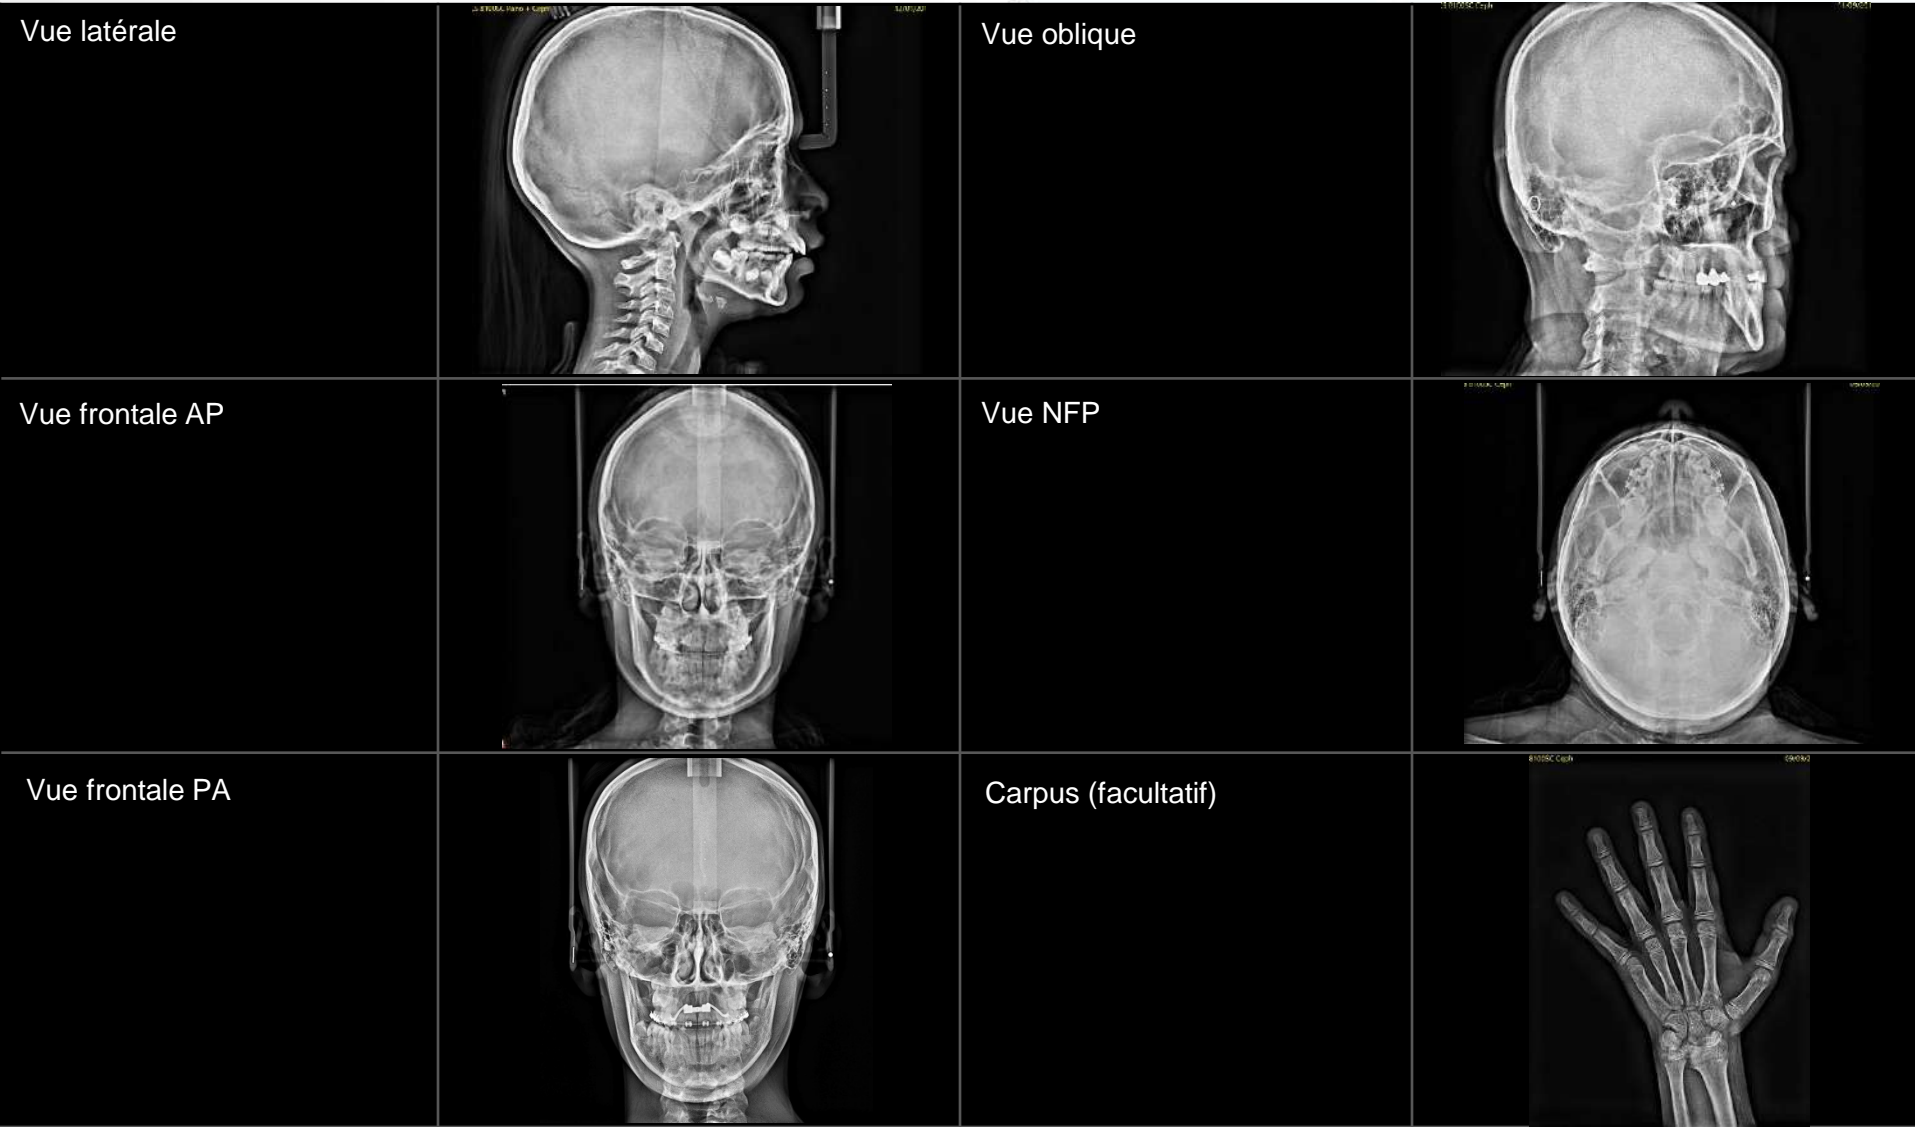 Vue latérale
Vue oblique
Vue frontale AP
Vue NFP
Vue frontale PA
Carpus (facultatif)